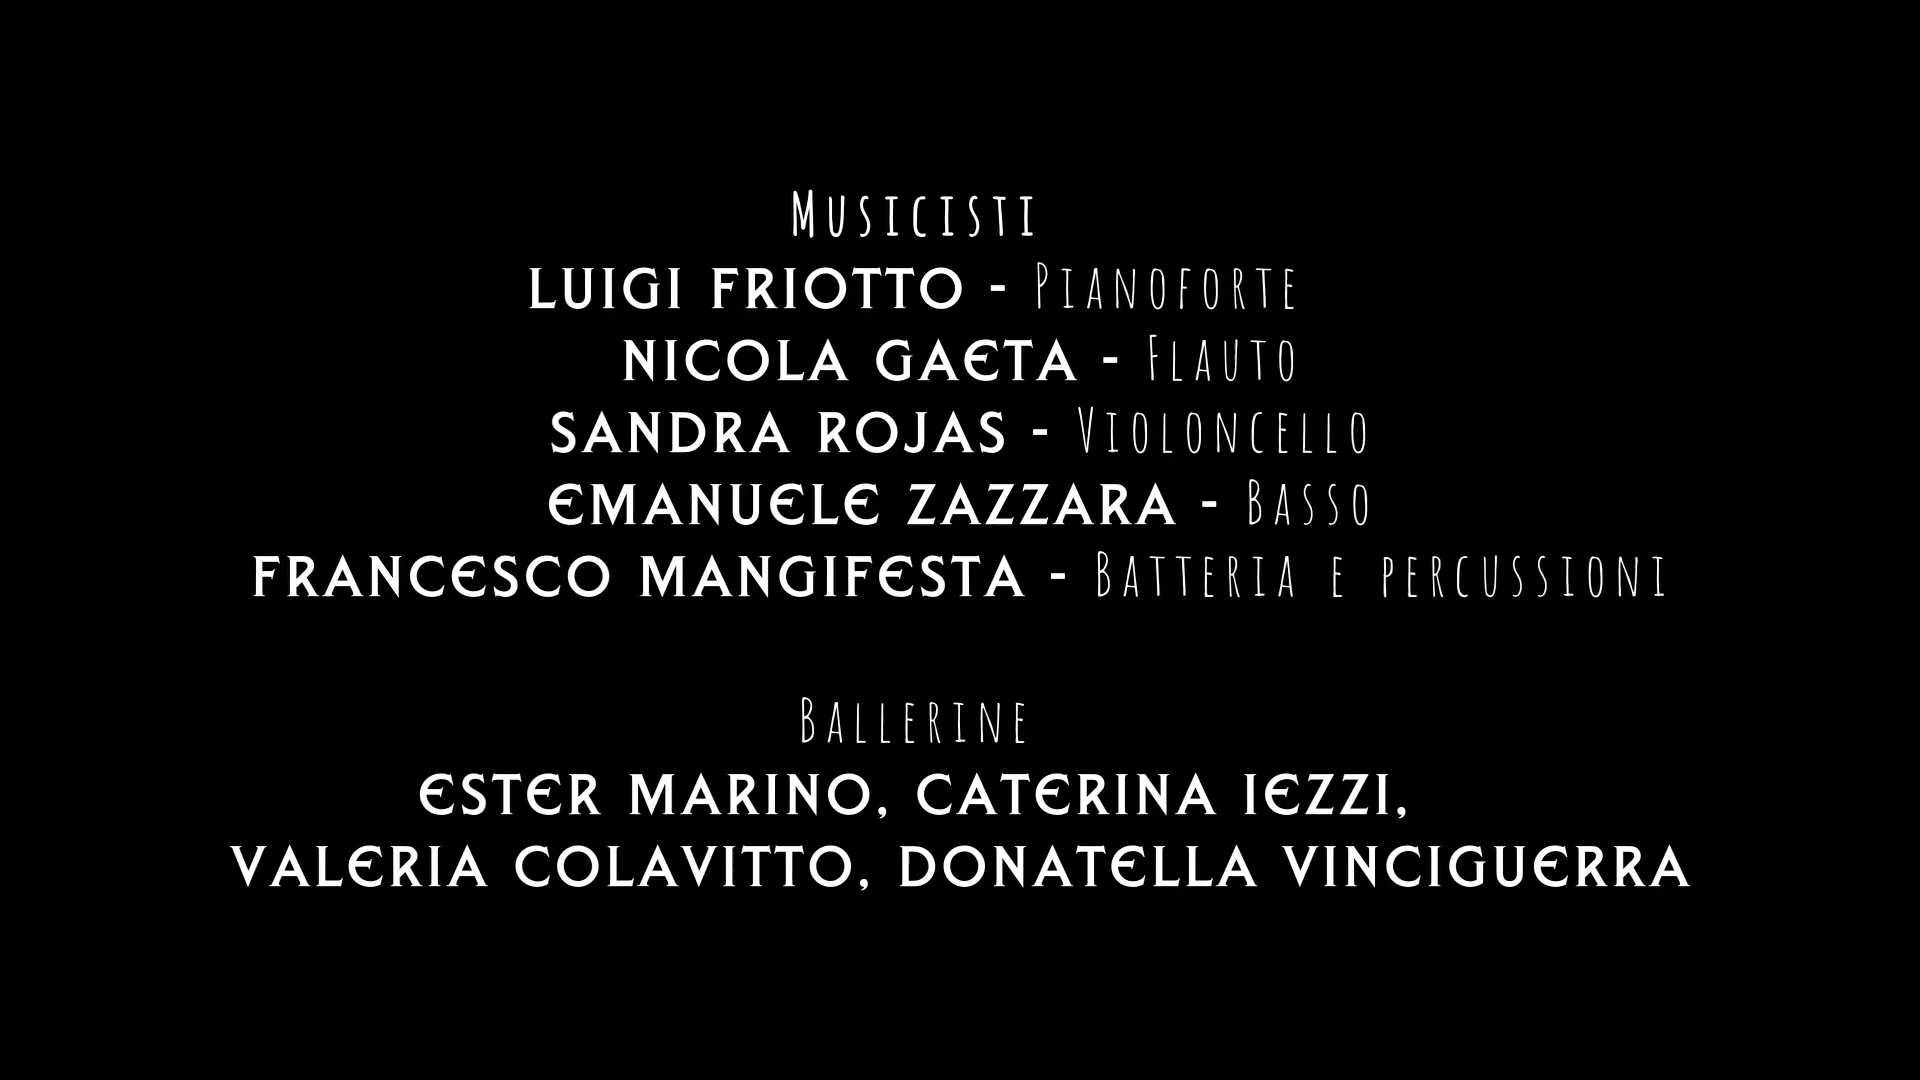 Musicisti
LUIGI FRIOTTO - Pianoforte
NICOLA GAETA - Flauto
SANDRA ROJAS - Violoncello
EMANUELE ZAZZARA - Basso
FRANCESCO MANGIFESTA - Batteria e percussioni
Ballerine
ESTER MARINO, CATERINA IEZZI,
VALERIA COLAVITTO, DONATELLA VINCIGUERRA